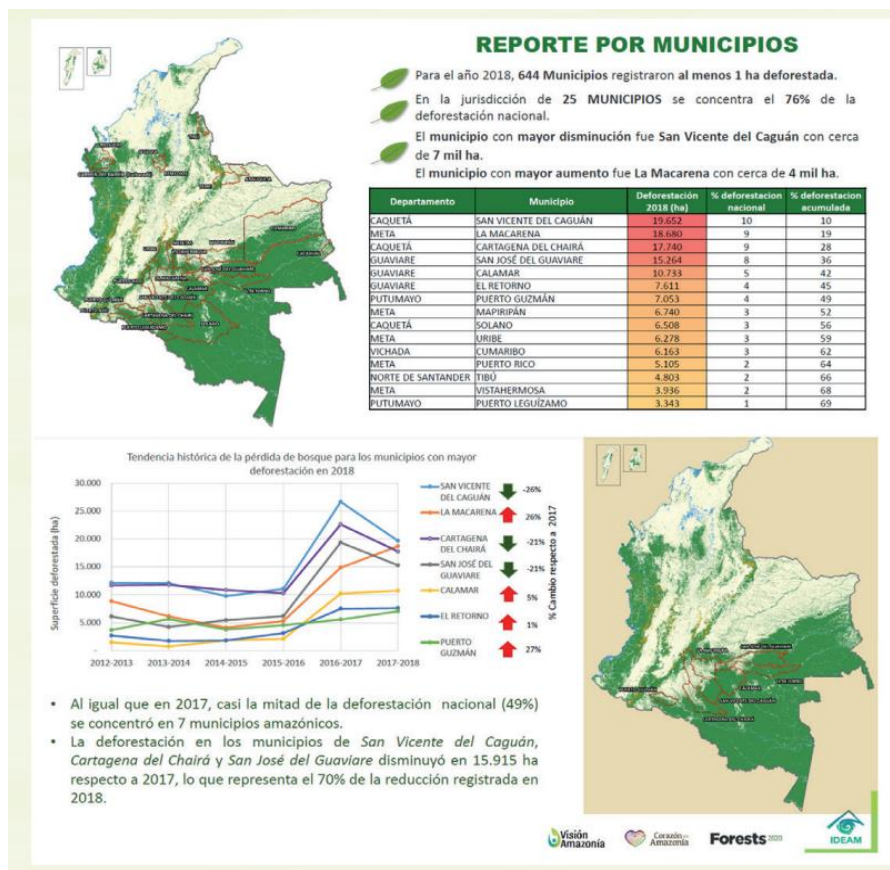 REPORTE POR MUNICIPIOS
Para el año 2018, 644 Municipios registraron al menos 1 ha deforestada.
En la jurisdicción de 25 MUNICIPIOS se concentra el 76% de la
deforestación nacional.
El municipio con mayor disminución fue San Vicente del Caguán con cerca
de 7 mil ha.
El municipio con mayor aumento fue La Macarena con cerca de 4 mil ha.
Departamento Municipio Deforestación 2018 (ha) % deforestacion nacional % deforestacion acumulada
CAQUETÁ SAN VICENTE DEL CAGUÁN 19.652 10 10
META LA MACARENA 18.680 9 19
CAQUETÁ CARTAGENA DEL CHAIRÁ 17.740 9 28
GUAVIARE SAN JOSÉ DEL GUAVIARE 15.264 8 36
GUAVIARE CALAMAR 10.733 5 42
GUAVIARE EL RETORNO 7.611 4 45
PUTUMAYO PUERTO GUZMÁN 7.053 4 49
META MAPIRIPÁN 6.740 3 52
CAQUETÁ SOLANO 6.508 3 56
META URIBE 6.278 3 59
VICHADA CUMARIBO 6.163 3 62
META PUERTO RICO 5.105 2 64
NORTE DE SANTANDER TIBÚ 4.803 2 66
META VISTAHERMOSA 3.936 2 68
PUTUMAYO PUERTO LEGUÍZAMO 3.343 1 69
Tendencia histórica de la pérdida de bosque para los municipios con mayor
deforestación en 2018
Superficie deforestada (ha)
30.000
25.000
20.000
15.000
10.000
5.000
-
2012-2013 2013-2014 2014-2015 2015-2016 2016-2017 2017-2018
SAN VICENTE
DEL CAGUÁN -26%
LA MACARENA 26%
CARTAGENA
DEL CHAIRÁ -21%
SAN JOSÉ DEL
GUAVIARE -21%
CALAMAR 5%
EL RETORNO 1%
PUERTO
GUZMÁN 27%
% Cambio respecto a 2017
• Al igual que en 2017, casi la mitad de la deforestación nacional (49%)
se concentró en 7 municipios amazónicos.
• La deforestación en los municipios de San Vicente del Caguán,
Cartagena del Chairá y San José del Guaviare disminuyó en 15.915 ha
respecto a 2017, lo que representa el 70% de la reducción registrada en
2018.
Visión
Amazonía
Corazón
Amazonía
Forests 2020
IDEAM